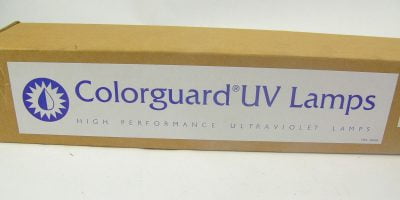 Colorguard® UV Lamps
HIGH PERFORMANCE ULTRAVIOLET LAMPS